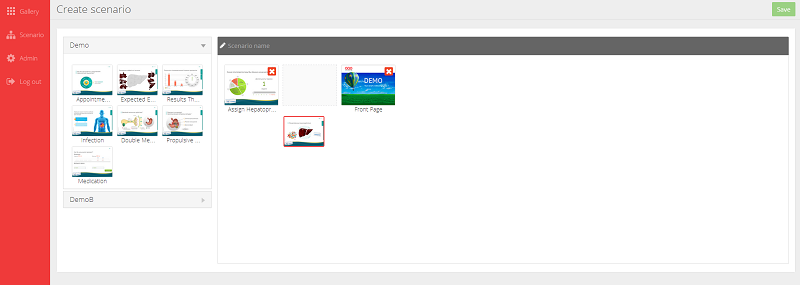 Gallery
Scenario
Admin
Log out
Create scenario
Save
Demo
Appointme...
Expected E...
Results Th...
Infection
Double Me...
Propulsive ...
Medication
DemoB
Scenario name
Assign Hepatopr...
DEMO
Front Page